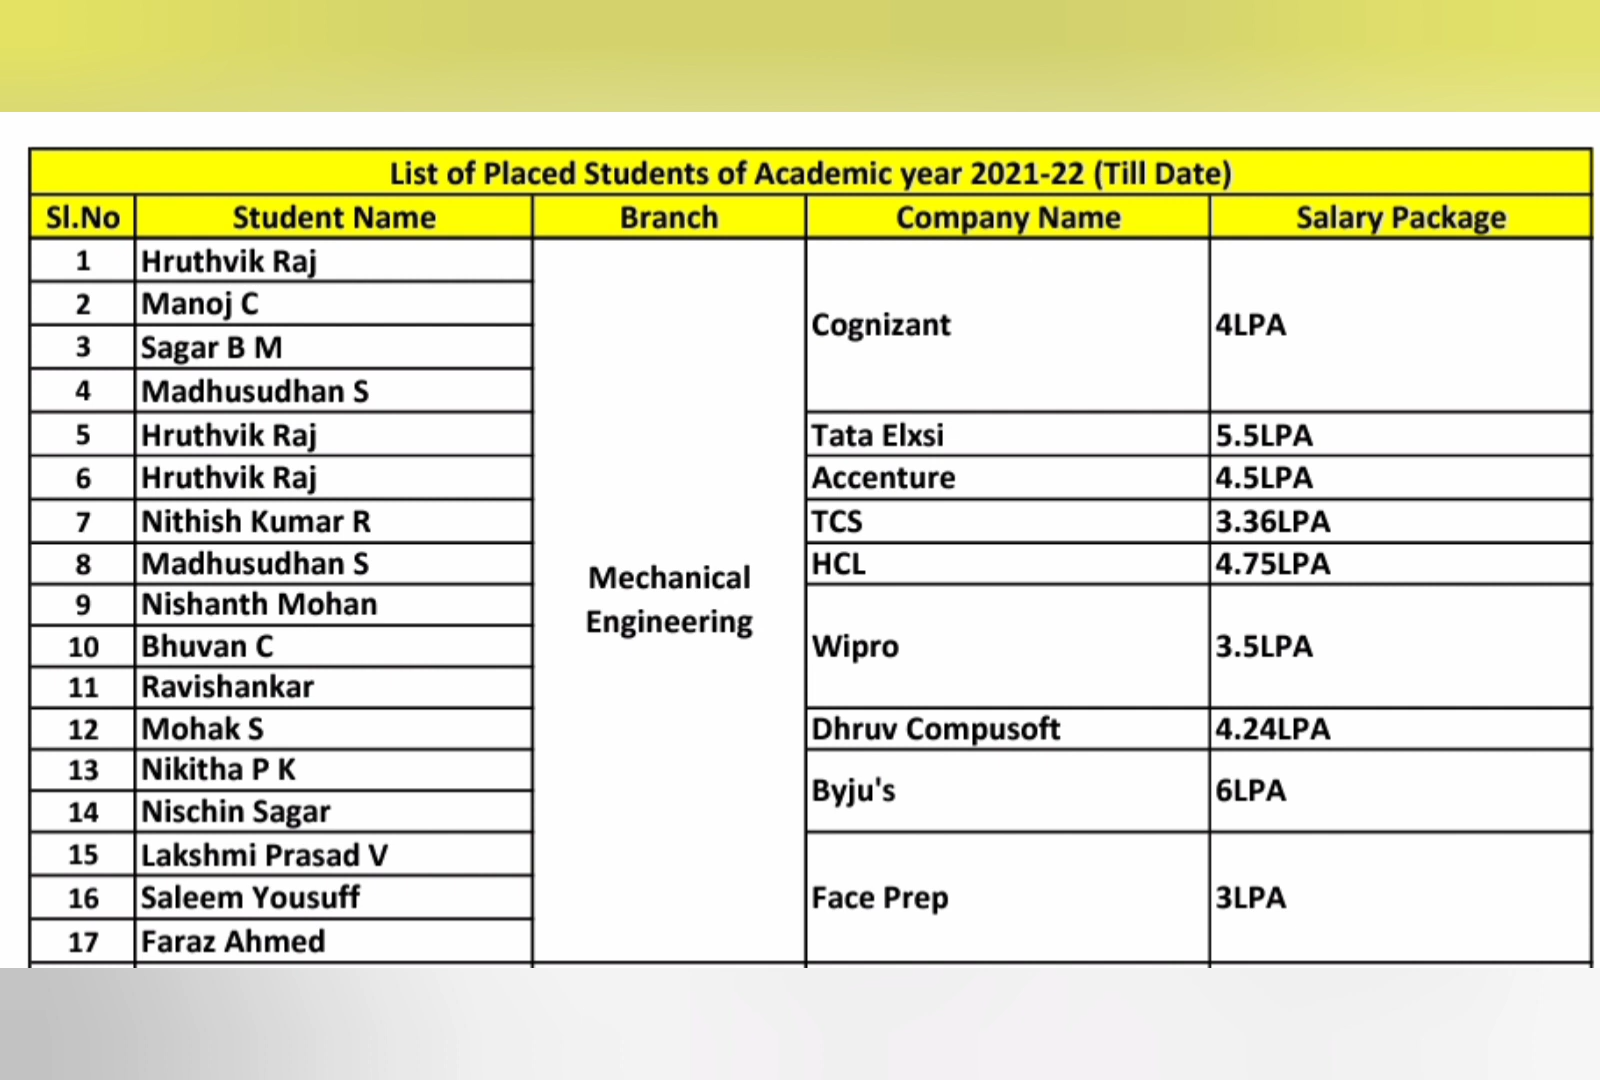 List of Placed Students of Academic year 2021-22 (Till Date)
Sl.No Student Name Branch Company Name Salary Package
1 Hruthvik Raj
2 Manoj C
3 Sagar B M
4 Madhusudhan S
Cognizant 4LPA
5 Hruthvik Raj Tata Elxsi 5.5LPA
6 Hruthvik Raj Accenture 4.5LPA
7 Nithish Kumar R TCS 3.36LPA
8 Madhusudhan S HCL 4.75LPA
Mechanical
Engineering
9 Nishanth Mohan
10 Bhuvan C Wipro 3.5LPA
11 Ravishankar
12 Mohak S Dhruv Compusoft 4.24LPA
13 Nikitha P K
14 Nischin Sagar
Byju's 6LPA
15 Lakshmi Prasad V
16 Saleem Yousuff Face Prep 3LPA
17 Faraz Ahmed